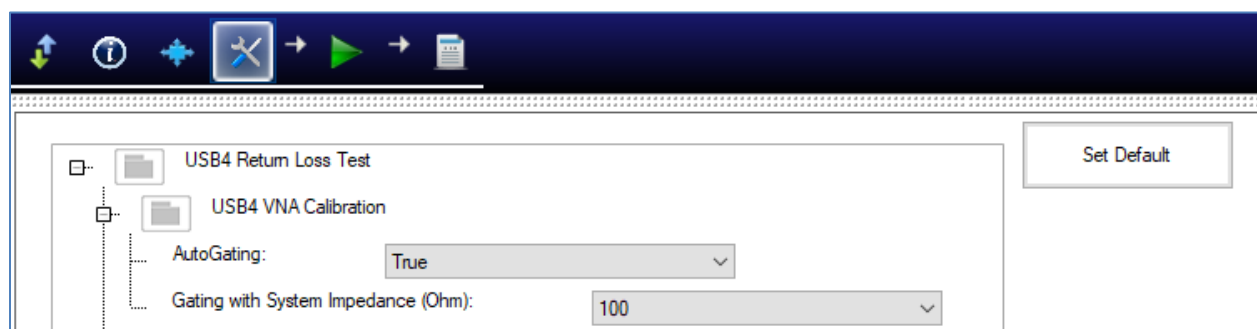 Set Default
USB4 Return Loss Test
USB4 VNA Calibration
AutoGating: True
Gating with System Impedance (Ohm): 100